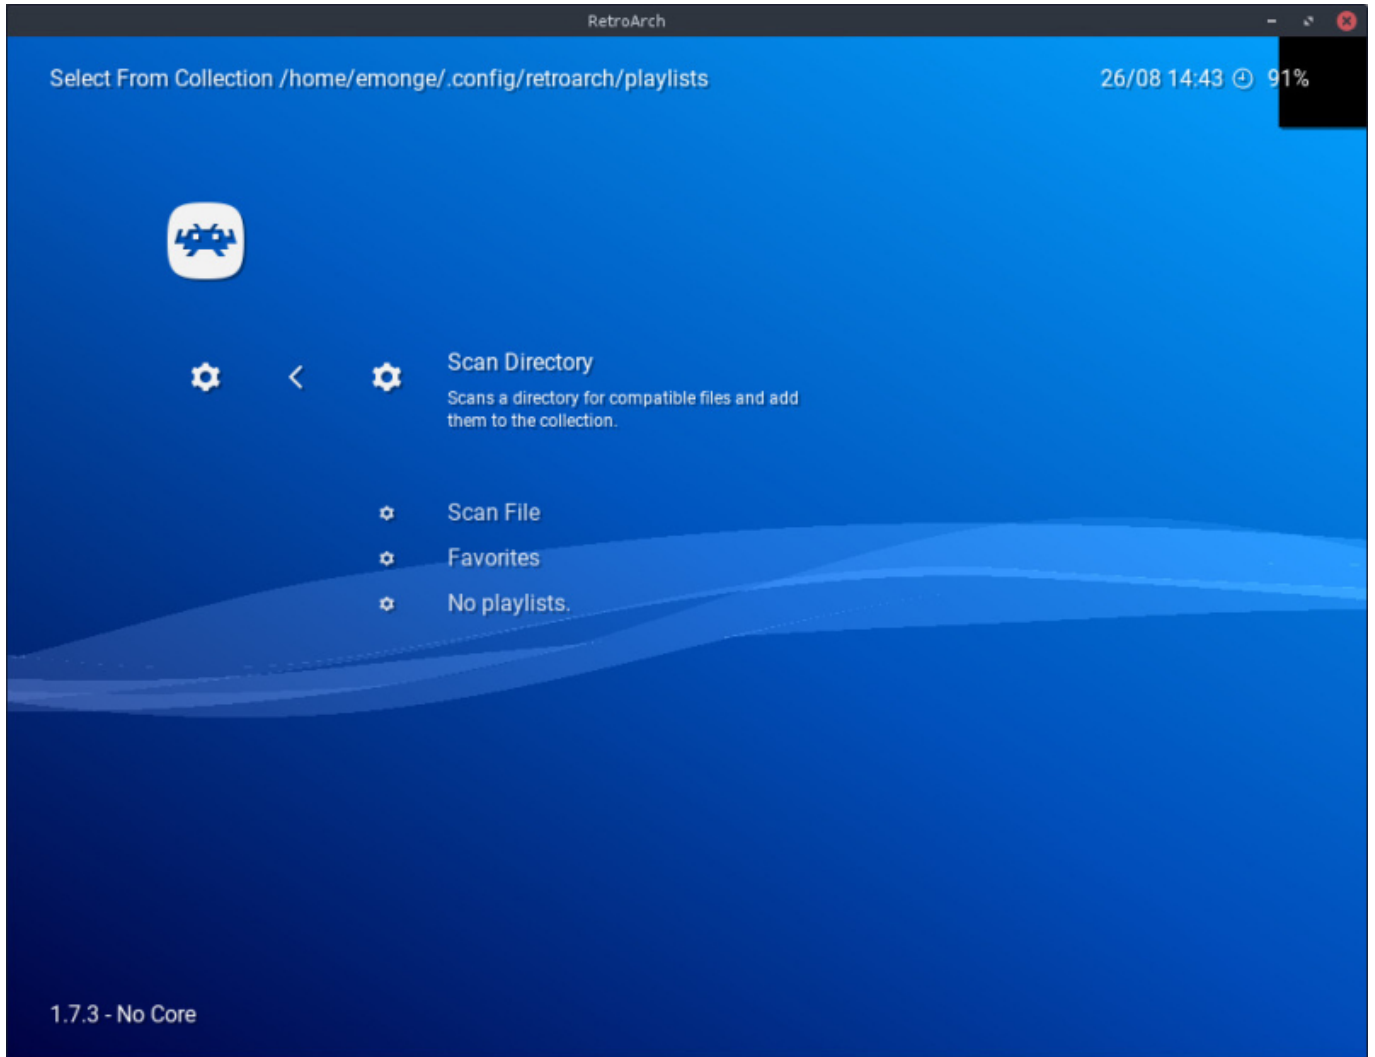 RetroArch
Select From Collection /home/emonge/.config/retroarch/playlists
26/08 14:43 91%
Scan Directory
Scans a directory for compatible files and add
them to the collection.
Scan File
Favorites
No playlists.
1.7.3 - No Core